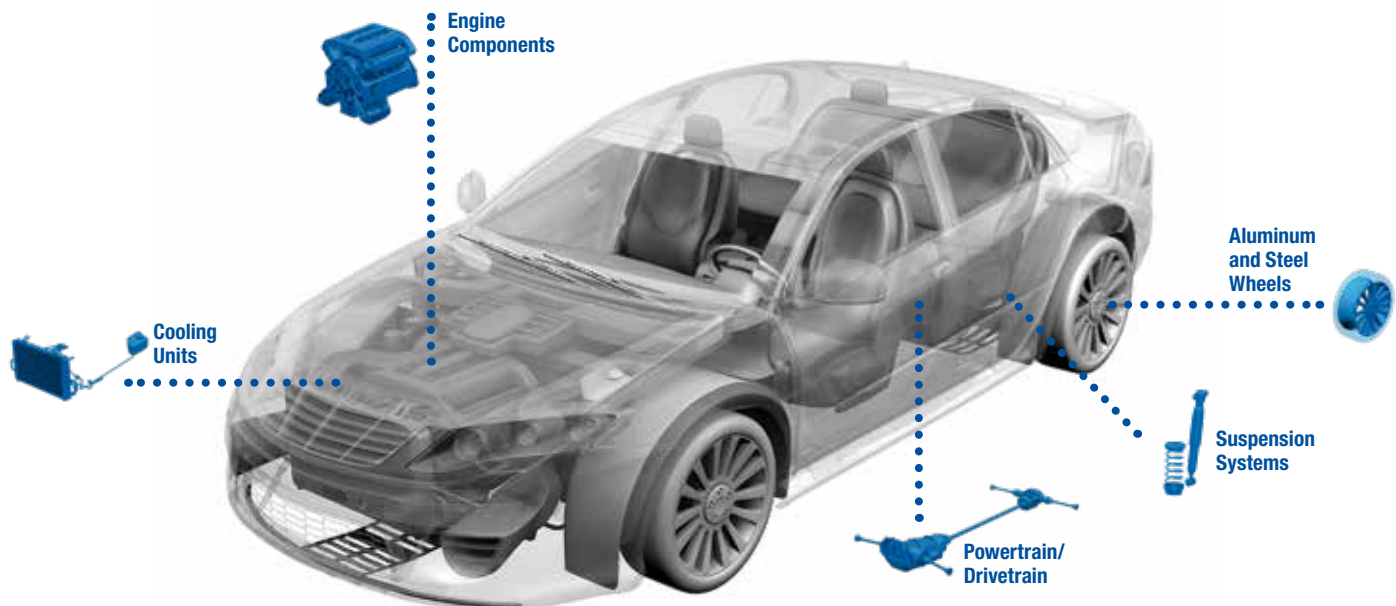 Engine
Components
Aluminum
and Steel
Wheels
Cooling
Units
Suspension
Systems
Powertrain/
Drivetrain